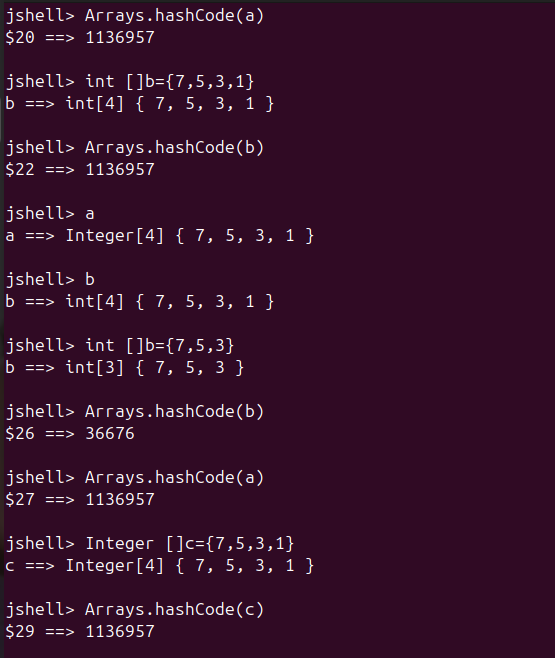 jshell> Arrays.hashCode(a)
$20 ==> 1136957
jshell> int []b={7,5,3,1}
b ==> int[4] { 7, 5, 3, 1 }
jshell> Arrays.hashCode(b)
$22 ==> 1136957
jshell> a
a ==> Integer[4] { 7, 5, 3, 1 }
jshell> b
b ==> int[4] { 7, 5, 3, 1 }
jshell> int []b={7,5,3}
b ==> int[3] { 7, 5, 3 }
jshell> Arrays.hashCode(b)
$26 ==> 36676
jshell> Arrays.hashCode(a)
$27 ==> 1136957
jshell> Integer []c={7,5,3,1}
c ==> Integer[4] { 7, 5, 3, 1 }
jshell> Arrays.hashCode(c)
$29 ==> 1136957